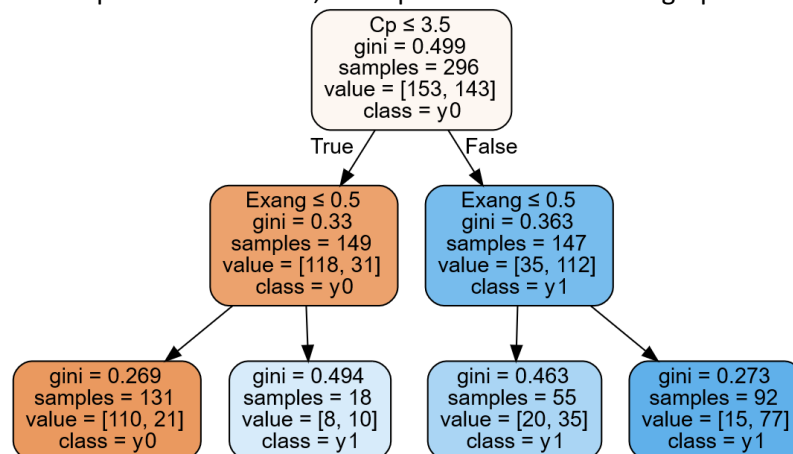 Cp ≤ 3.5
gini = 0.499
samples = 296
value = [153, 143]
class = y0
True
False
Exang ≤ 0.5
gini = 0.33
samples = 149
value = [118, 31]
class = y0
Exang ≤ 0.5
gini = 0.363
samples = 147
value = [35, 112]
class = y1
gini = 0.269
samples = 131
value = [110, 21]
class = y0
gini = 0.494
samples = 18
value = [8, 10]
class = y1
gini = 0.463
samples = 55
value = [20, 35]
class = y1
gini = 0.273
samples = 92
value = [15, 77]
class = y1